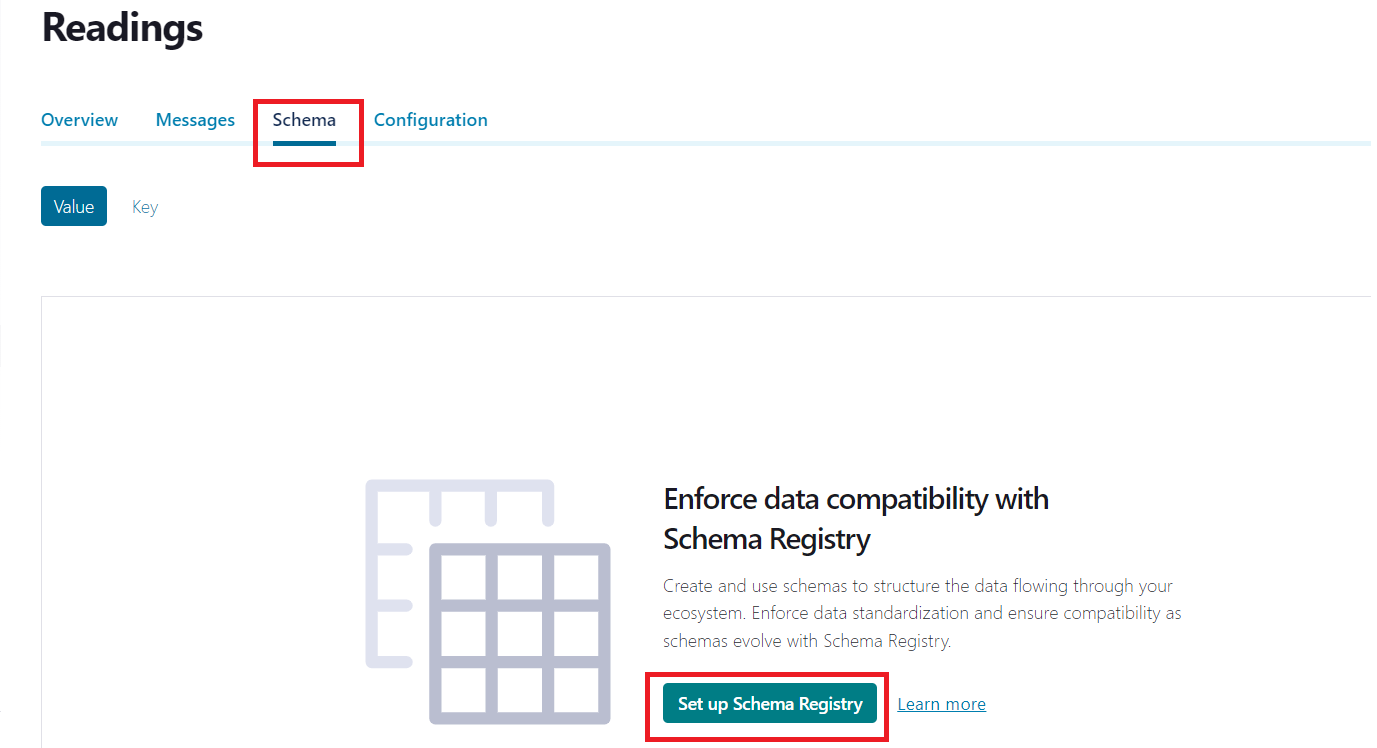 Readings
Overview Messages Schema Configuration
Value Key
Enforce data compatibility with
Schema Registry
Create and use schemas to structure the data flowing through your
ecosystem. Enforce data standardization and ensure compatibility as
schemas evolve with Schema Registry.
Set up Schema Registry Learn more